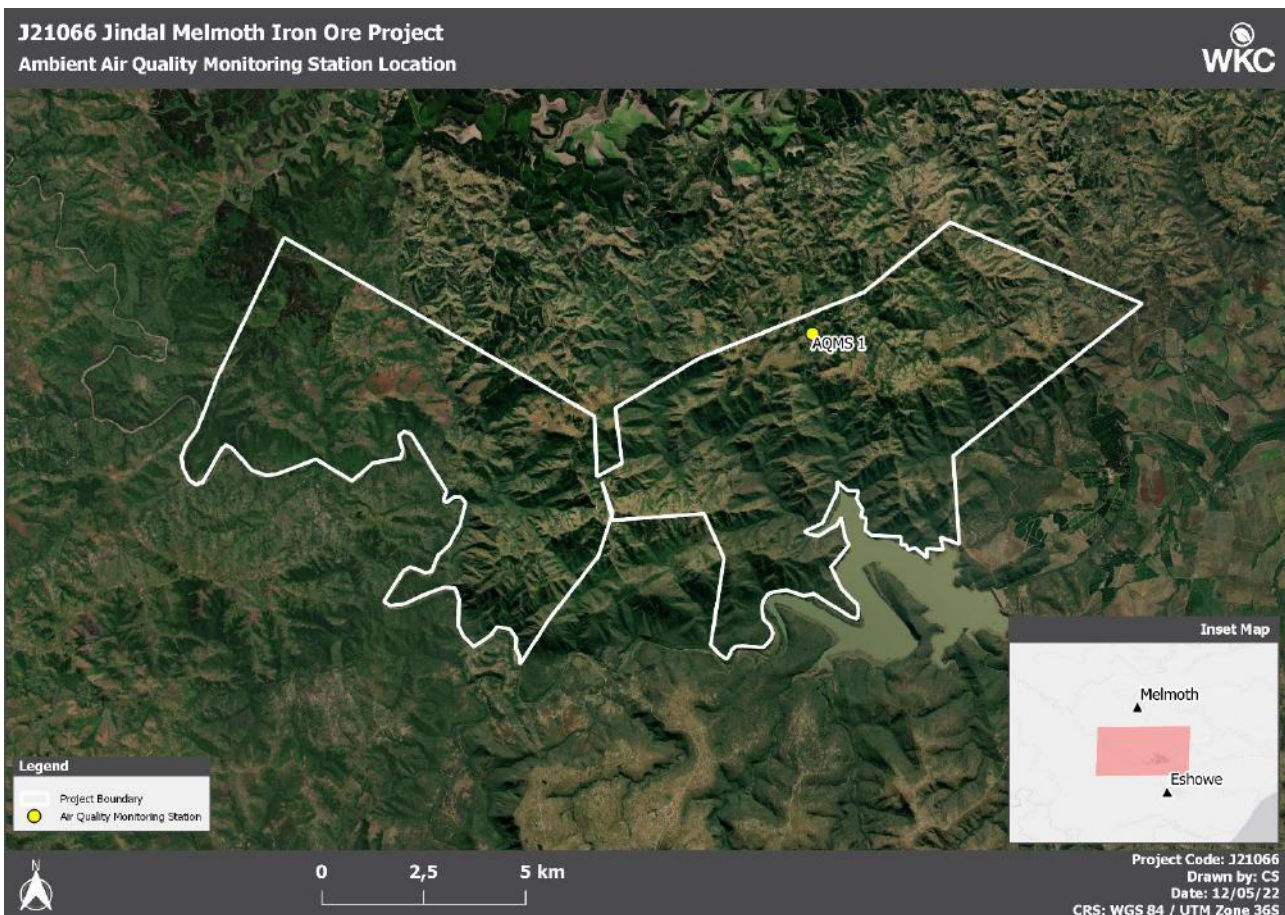 J21066 Jindal Melmoth Iron Ore Project
Ambient Air Quality Monitoring Station Location
WKC
AQMS 1
Inset Map
Melmoth
Eshowe
Legend
Project Boundary
Air Quality Monitoring Station
N
0 2,5 5 km
Project Code: J21066
Drawn by: CS
Date: 12/05/22
CRS: WGS 84 / UTM Zone 36S